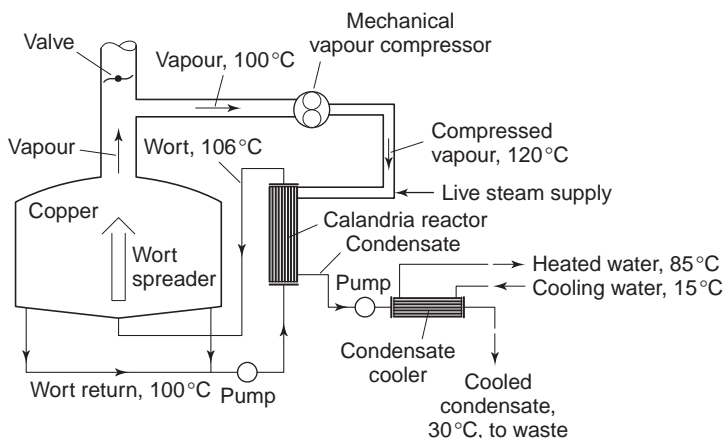 Mechanical
vapour compressor
Valve
Vapour, 100°C
Vapour
Wort, 106°C
Compressed
vapour, 120°C
Live steam supply
Copper
Calandria reactor
Condensate
Wort
spreader
Pump
Heated water, 85°C
Cooling water, 15°C
Condensate
cooler
Wort return, 100°C
Pump
Cooled
condensate,
30°C, to waste